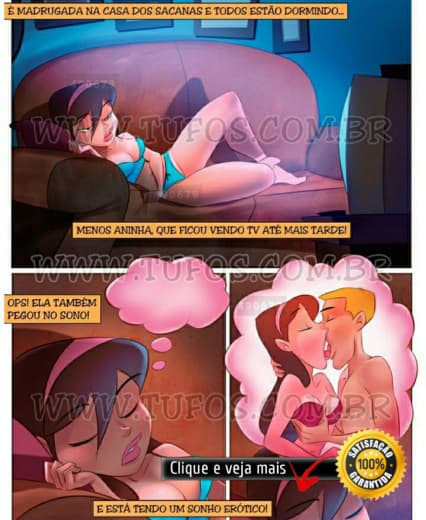 É MADRUGADA NA CASA DOS SACANAS E TODOS ESTÃO DORMINDO...
WWW.TUFOS.COM.BR
MENOS ANINHA, QUE FICOU VENDO TV ATÉ MAIS TARDE!
WWW.TUFOS.COM.BR
OPS! ELA TAMBÉM
PEGOU NO SONO!
WWW.TUFOS.COM.BR
Clique e veja mais
SATISFAÇÃO
100%
GARANTIDA
E ESTÁ TENDO UM SONHO ERÓTICO!